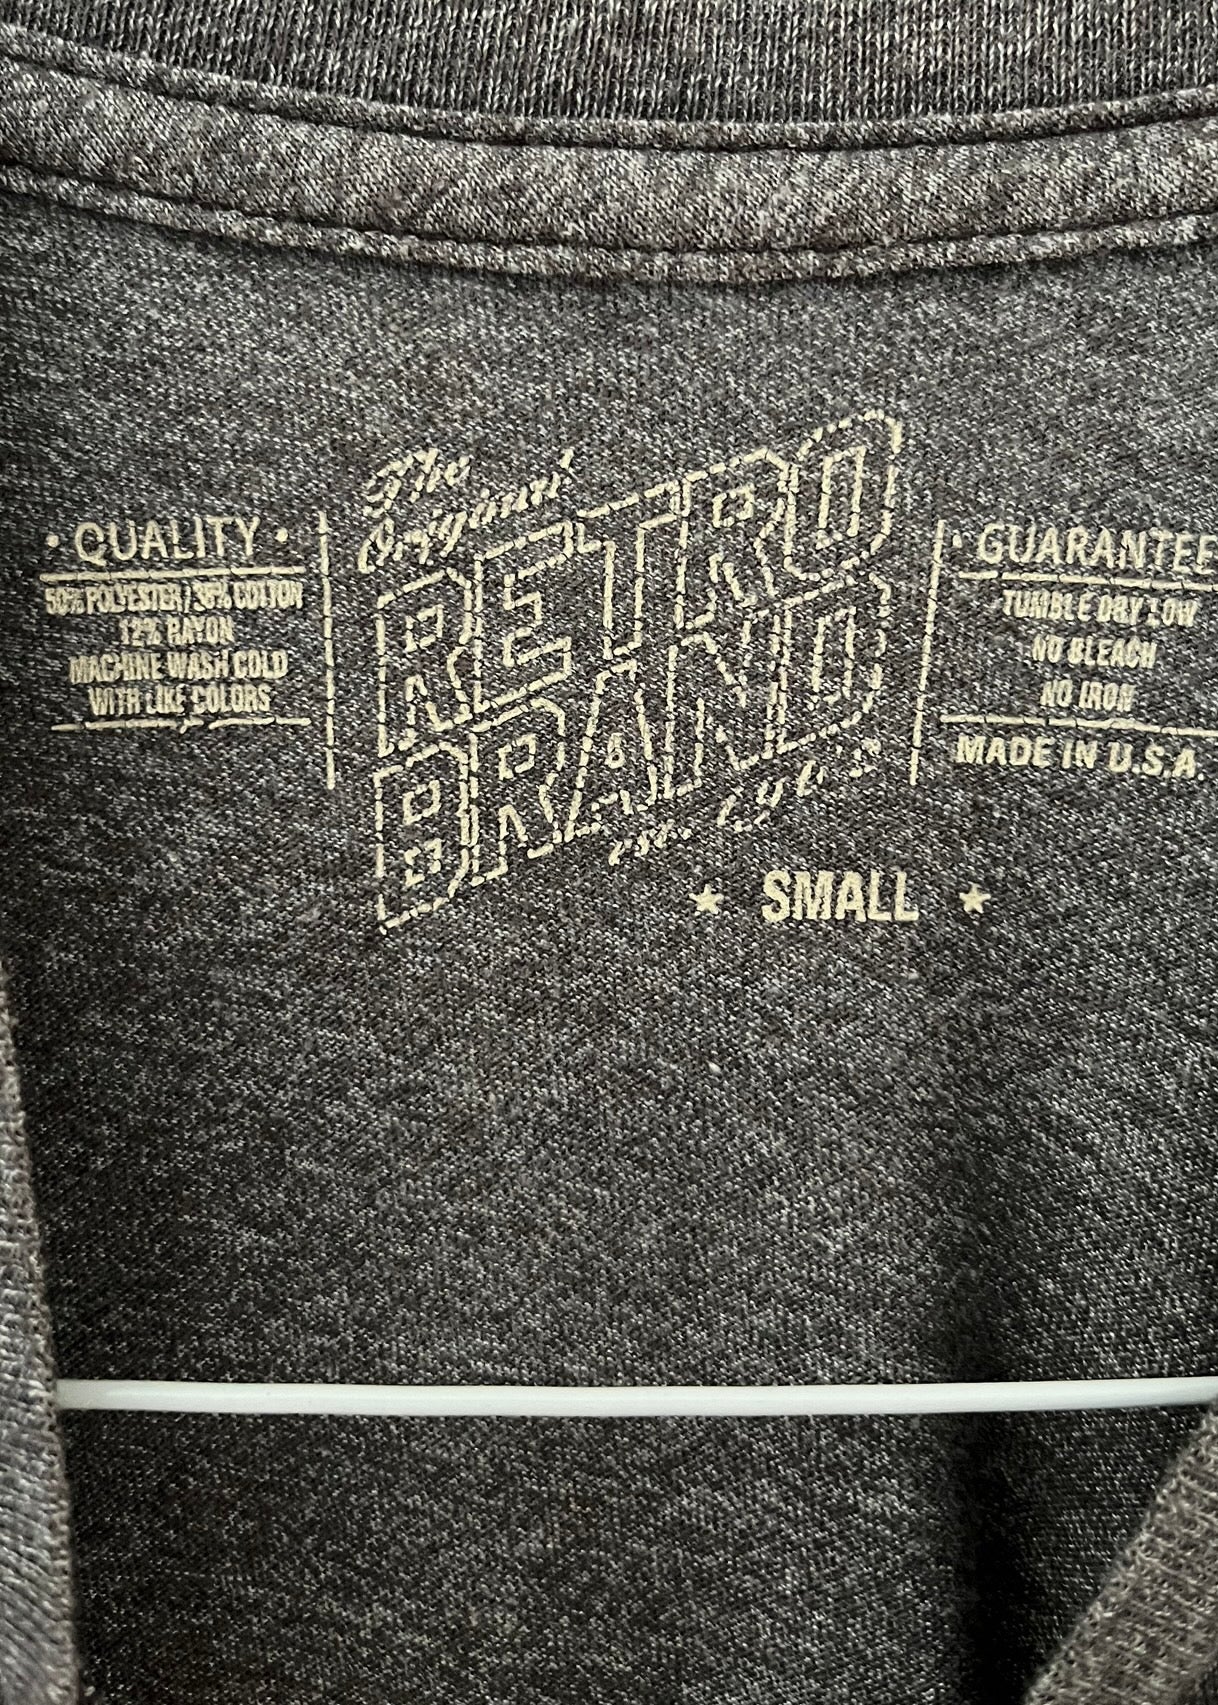 The
Original
RETRO
BRAND
• QUALITY •
50% POLYESTER / 38% COTTON
12% RAYON
MACHINE WASH COLD
WITH LIKE COLORS
• GUARANTEE
TUMBLE DRY LOW
NO BLEACH
NO IRON
MADE IN U.S.A.
★ SMALL ★